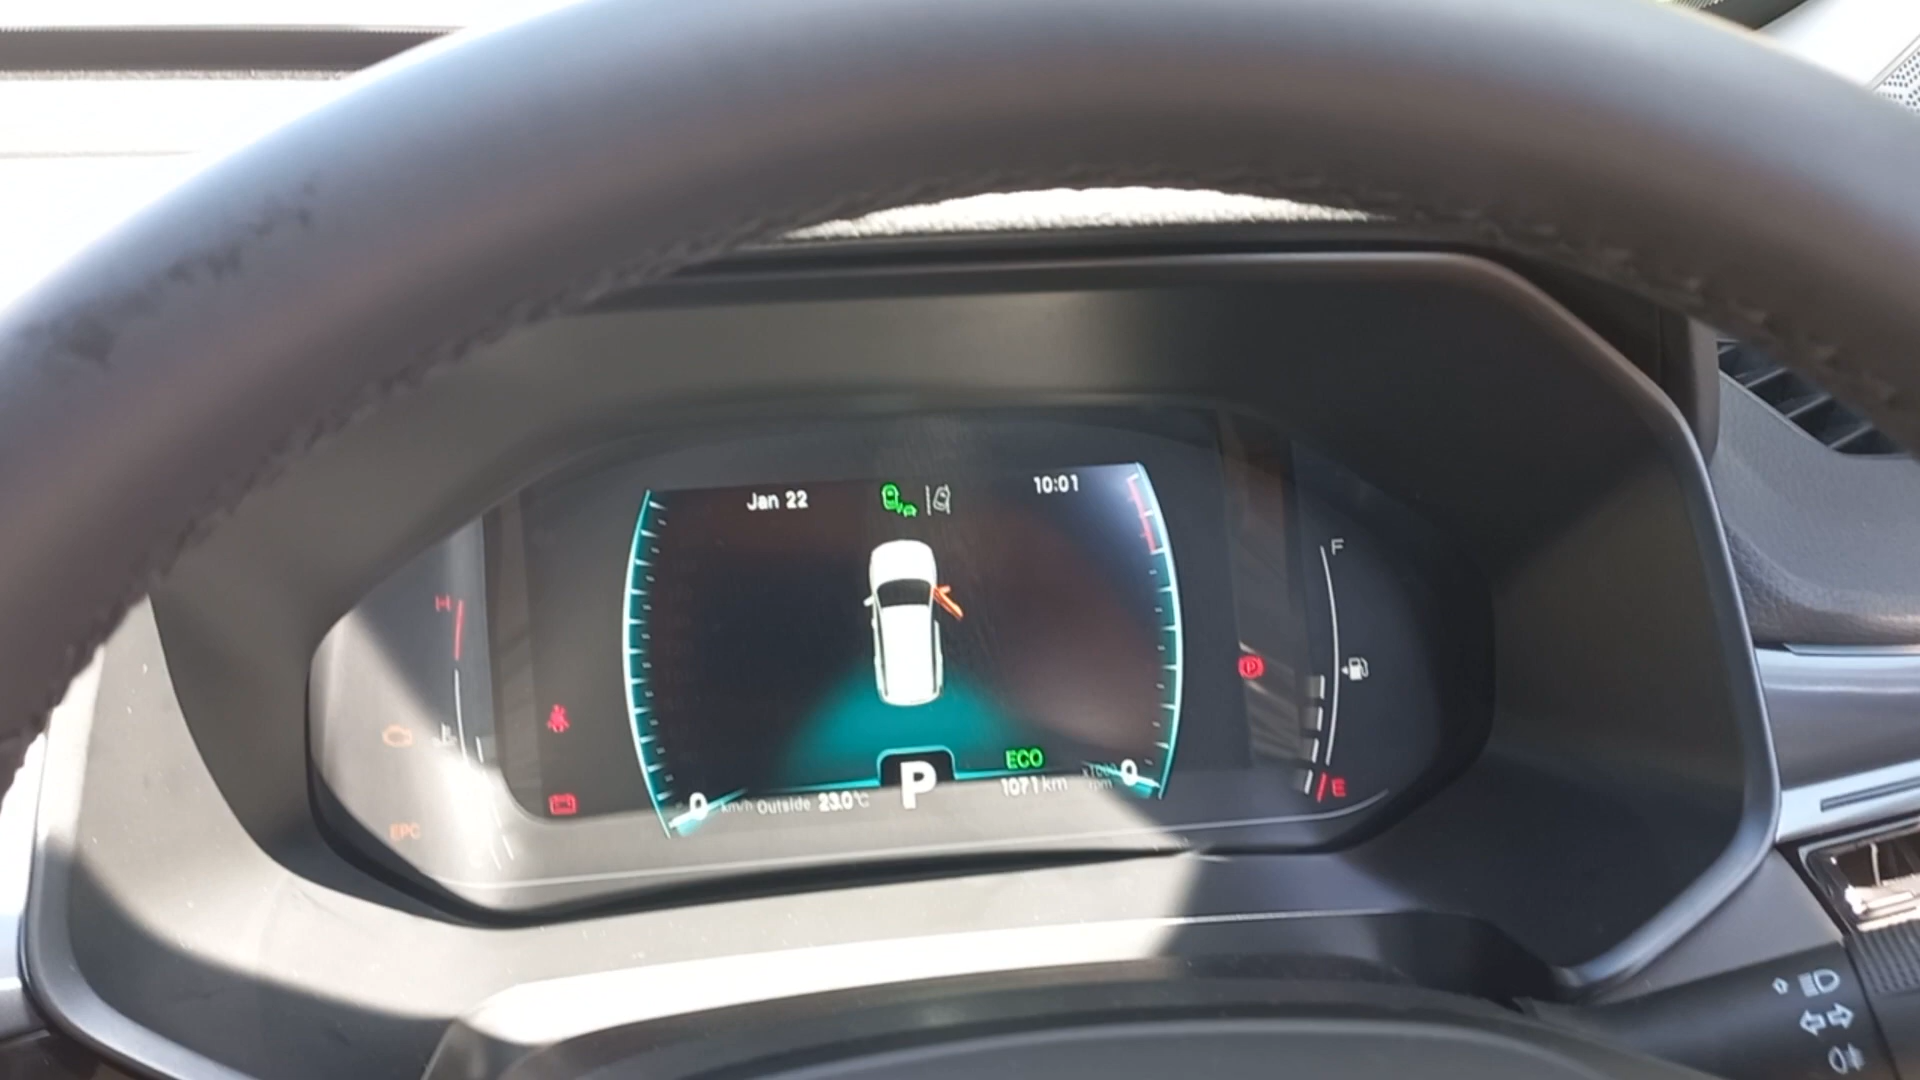 Jan 22
10:01
H
F
P
ECO
0 km/h Outside 23.0°C
1071 km
x1000 rpm 0
E
EPC
P